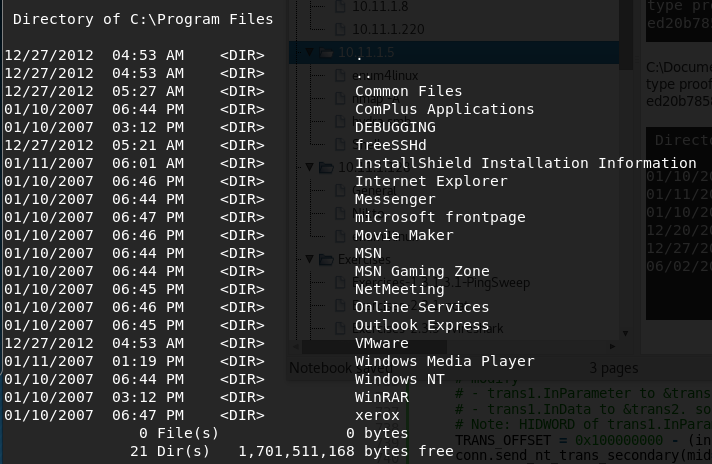 Directory of C:\Program Files
12/27/2012 04:53 AM <DIR> .
12/27/2012 04:53 AM <DIR> ..
12/27/2012 05:27 AM <DIR> Common Files
01/10/2007 06:44 PM <DIR> ComPlus Applications
01/10/2007 03:12 PM <DIR> DEBUGGING
12/27/2012 05:21 AM <DIR> freeSSHd
01/11/2007 06:01 AM <DIR> InstallShield Installation Information
01/10/2007 06:46 PM <DIR> Internet Explorer
01/10/2007 06:44 PM <DIR> Messenger
01/10/2007 06:47 PM <DIR> microsoft frontpage
01/10/2007 06:46 PM <DIR> Movie Maker
01/10/2007 06:44 PM <DIR> MSN
01/10/2007 06:44 PM <DIR> MSN Gaming Zone
01/10/2007 06:45 PM <DIR> NetMeeting
01/10/2007 06:46 PM <DIR> Online Services
01/10/2007 06:45 PM <DIR> Outlook Express
12/27/2012 04:53 AM <DIR> VMware
01/11/2007 01:19 PM <DIR> Windows Media Player
01/10/2007 06:44 PM <DIR> Windows NT
01/10/2007 03:12 PM <DIR> WinRAR
01/10/2007 06:47 PM <DIR> xerox
0 File(s) 0 bytes
21 Dir(s) 1,701,511,168 bytes free
10.11.1.8
10.11.1.220
10.11.1.5
enum4linux
Exercises
Notebook saved
3 pages
type proo
ed20b785
C:\Docume
type proof
ed20b785
Direct
01/10/20
01/11/20
01/10/20
12/20/20
12/27/20
06/02/20
# - trans1.InParameter to &trans
# - trans1.InData to &trans2. so
# Note: HIDWORD of trans1.InPara
TRANS_OFFSET = 0x100000000 - (in
conn.send_nt_trans_secondary(mid